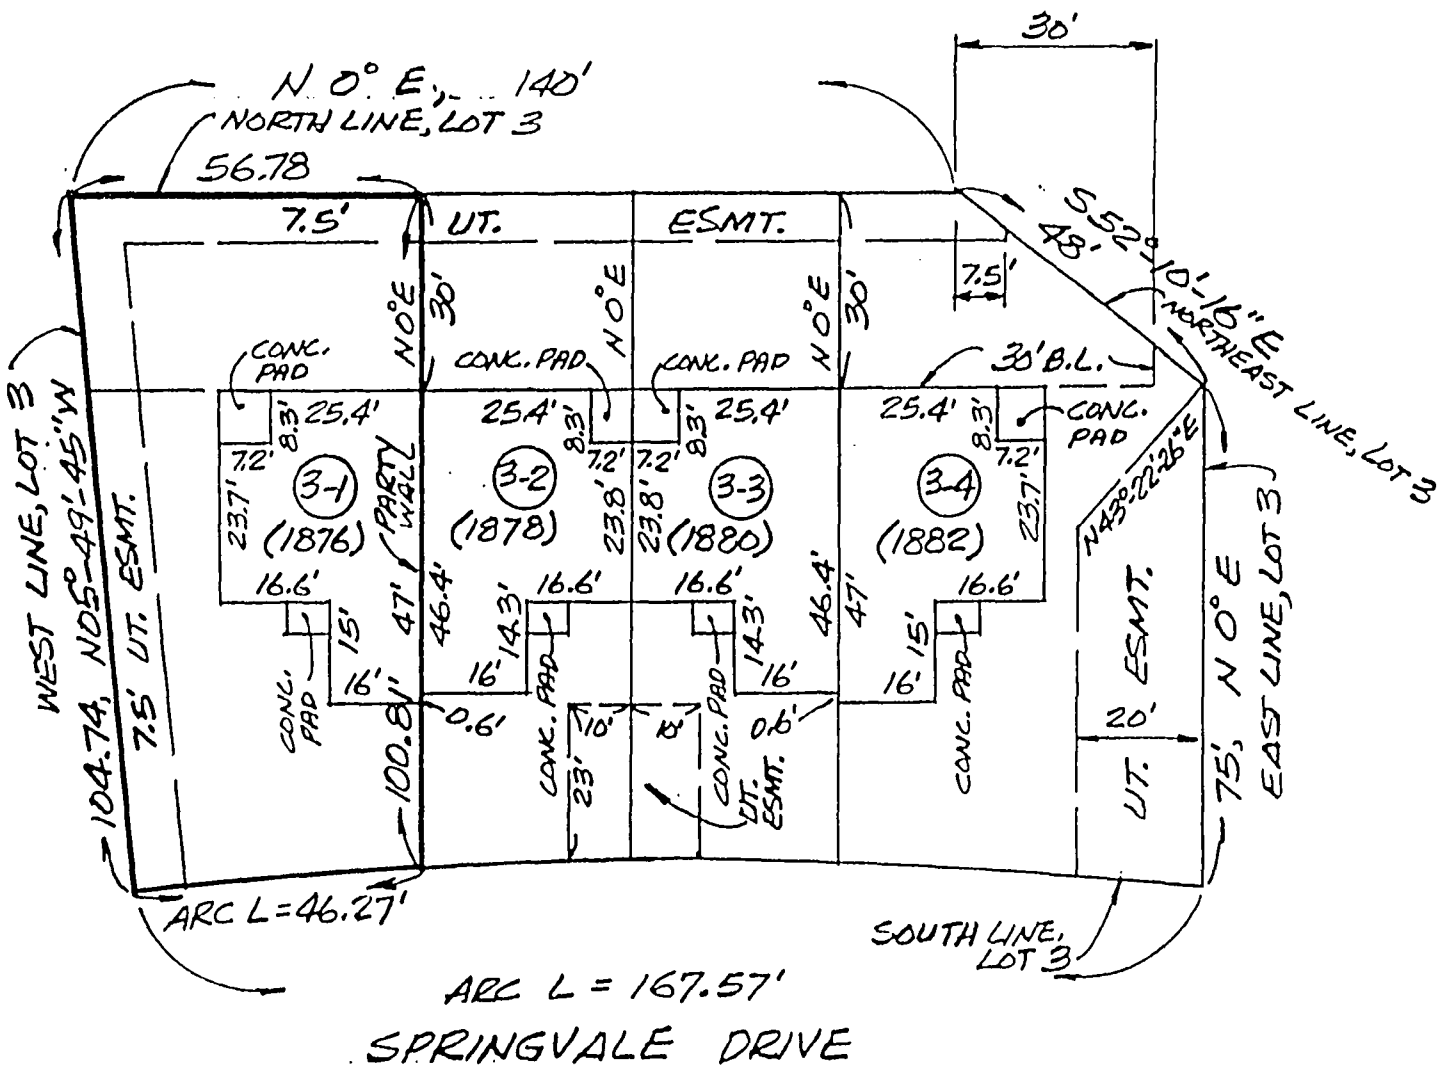 30'
N 0° E, 140'
NORTH LINE, LOT 3
56.78
7.5' UT. ESMT.
S 52°-10'-16" E
48'
NORTHEAST LINE, LOT 3
7.5'
N 0° E
30'
N 0° E
N 0° E
30'
30' B.L.
CONC.
PAD
CONC. PAD
CONC. PAD
CONC.
PAD
25.4'
25.4'
25.4'
25.4'
8.3'
8.3'
8.3'
8.3'
7.2'
7.2'
7.2'
7.2'
3-1
(1876)
3-2
(1878)
3-3
(1880)
3-4
(1882)
23.7'
23.8'
23.8'
23.7'
PARTY
WALL
WEST LINE, LOT 3
104.74, N05°-49'-45"W
7.5' UT. ESMT.
16.6'
16.6'
16.6'
16.6'
15'
47'
46.4'
14.3'
14.3'
46.4'
47'
15'
16'
16'
16'
16'
0.6'
0.6'
CONC.
PAD
CONC. PAD
CONC. PAD
CONC. PAD
100.81'
10'
10'
23'
UT.
ESMT.
N43°-22'-26"E
20'
UT. ESMT.
75', N 0° E
EAST LINE, LOT 3
ARC L=46.27'
SOUTH LINE,
LOT 3
ARC L = 167.57'
SPRINGVALE DRIVE